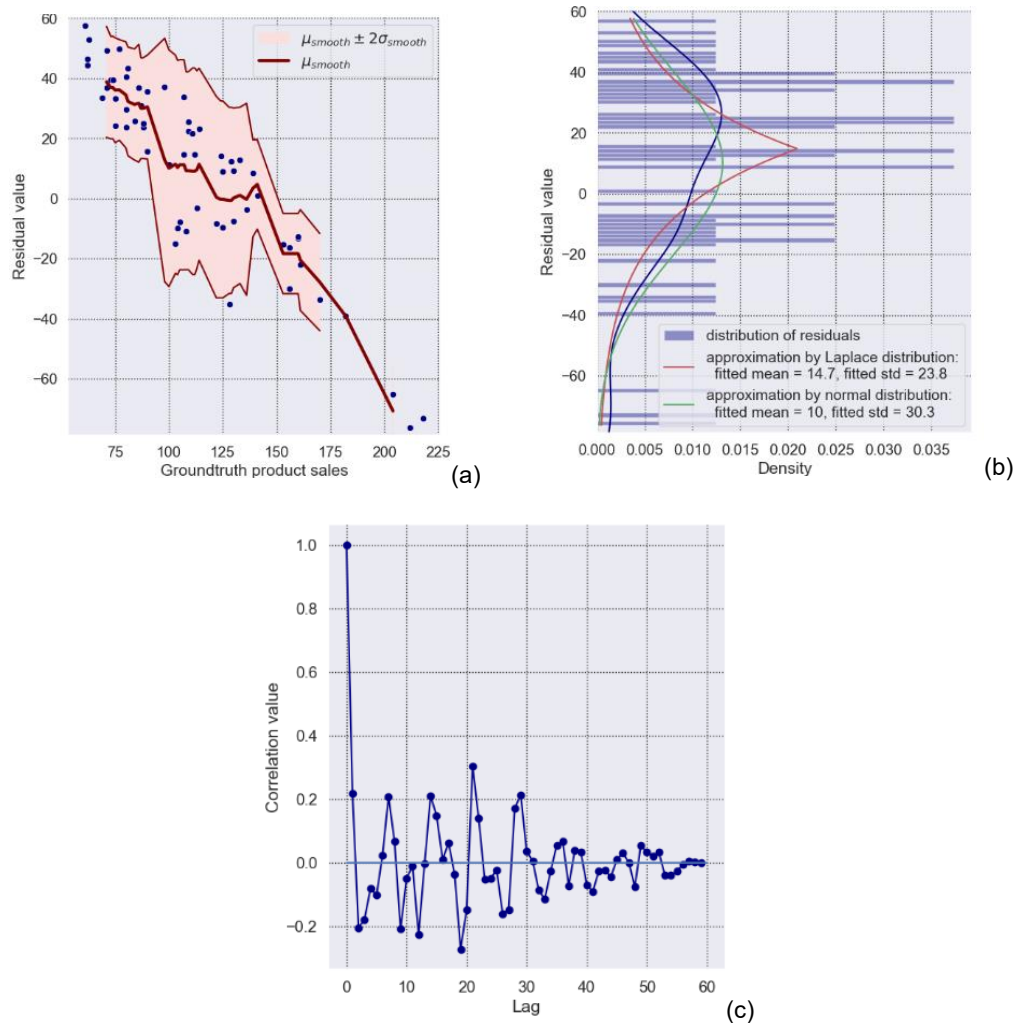 60
40
20
0
−20
−40
−60
75
100
125
150
175
200
225
Residual value
Groundtruth product sales
μsmooth ± 2σsmooth
μsmooth
(a)
60
40
20
0
−20
−40
−60
0.000
0.005
0.010
0.015
0.020
0.025
0.030
0.035
Residual value
Density
distribution of residuals
approximation by Laplace distribution:
fitted mean = 14.7, fitted std = 23.8
approximation by normal distribution:
fitted mean = 10, fitted std = 30.3
(b)
1.0
0.8
0.6
0.4
0.2
0.0
−0.2
0
10
20
30
40
50
60
Correlation value
Lag
(c)